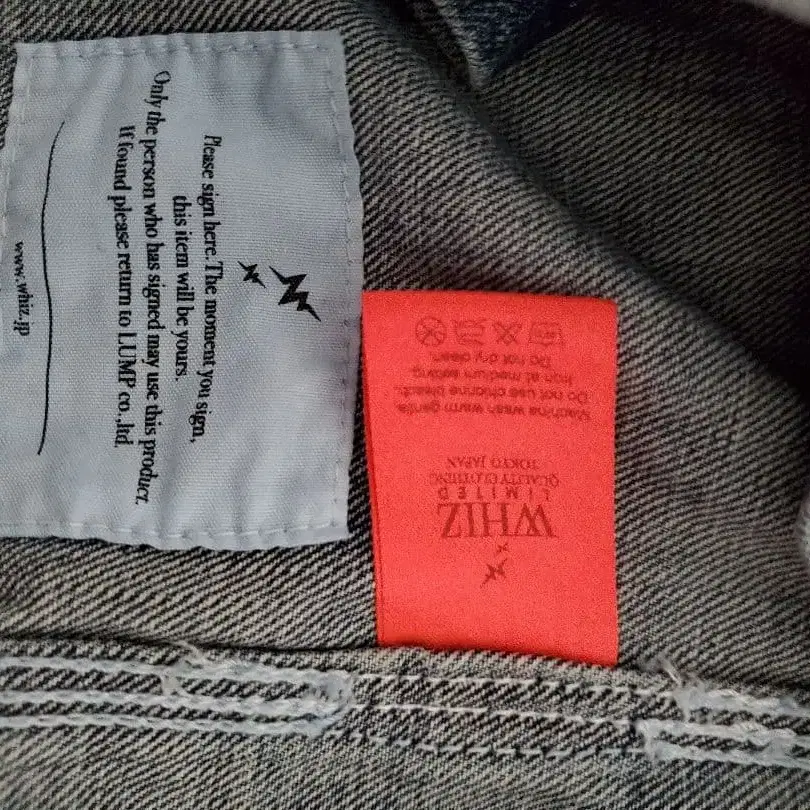 Please sign here. The moment you sign,
this item will be yours.
Only the person who has signed may use this product.
If found please return to LUMP co.,ltd.
www.whiz.jp
WHIZ
LIMITED
QUALITY CLOTHING
TOKYO JAPAN
Machine wash warm gentle.
Do not use chlorine bleach.
Iron at medium setting.
Do not dry clean.